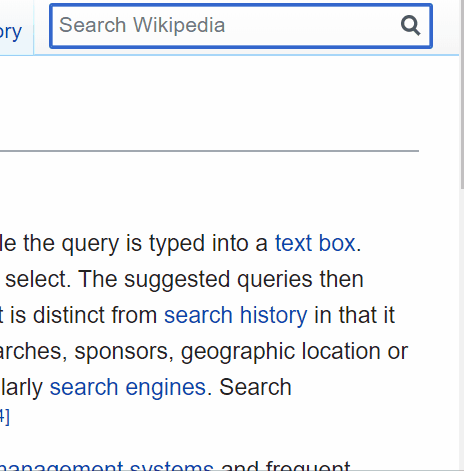 ory Search Wikipedia
le the query is typed into a text box.
select. The suggested queries then
t is distinct from search history in that it
arches, sponsors, geographic location or
larly search engines. Search
4]
management systems and frequent